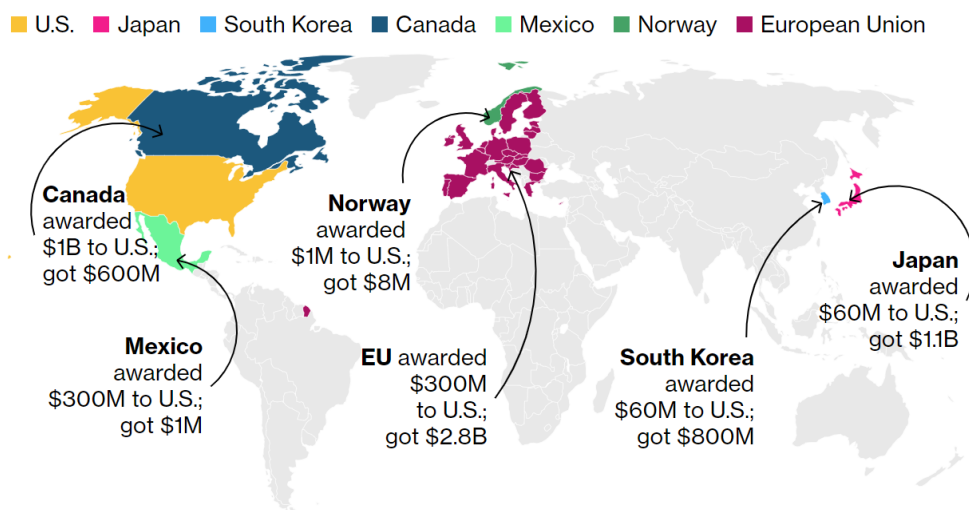 U.S. Japan South Korea Canada Mexico Norway European Union
Canada
awarded
$1B to U.S.;
got $600M
Norway
awarded
$1M to U.S.;
got $8M
Japan
awarded
$60M to U.S.;
got $1.1B
Mexico
awarded
$300M to U.S.;
got $1M
EU awarded
$300M
to U.S.;
got $2.8B
South Korea
awarded
$60M to U.S.;
got $800M